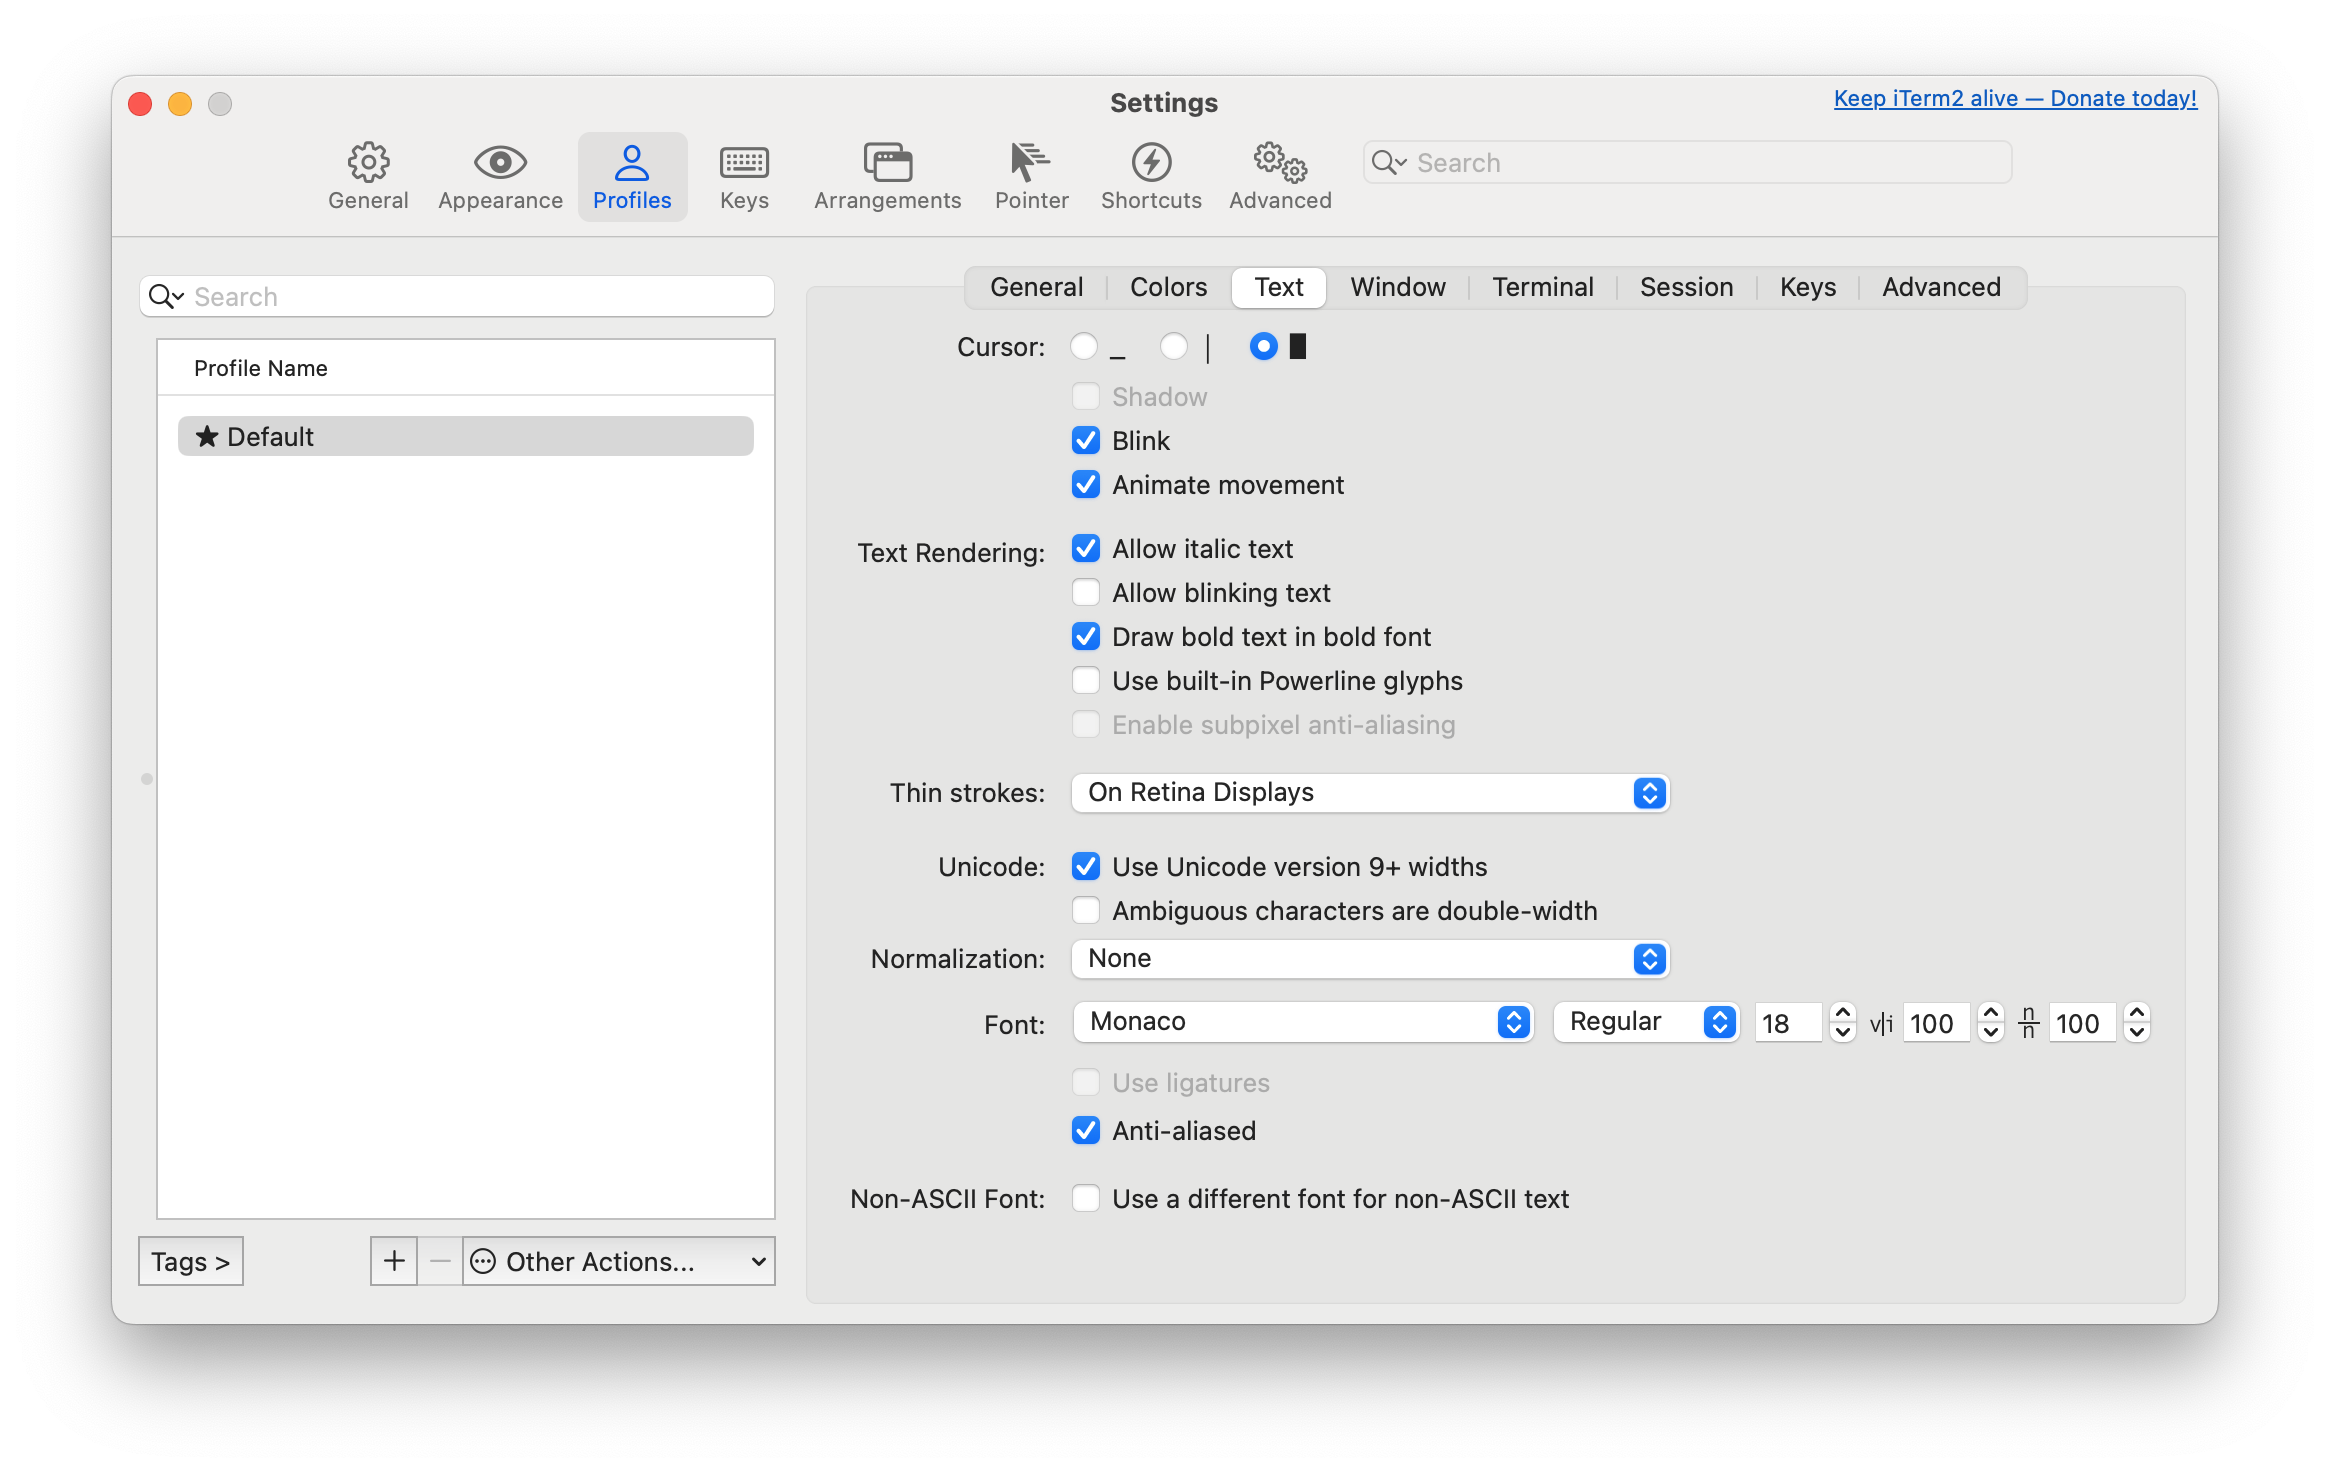 Settings
Keep iTerm2 alive — Donate today!
General
Appearance
Profiles
Keys
Arrangements
Pointer
Shortcuts
Advanced
Search
Search
Profile Name
★ Default
Tags >
+
−
Other Actions...
General
Colors
Text
Window
Terminal
Session
Keys
Advanced
Cursor: _ |
Shadow
Blink
Animate movement
Text Rendering: Allow italic text
Allow blinking text
Draw bold text in bold font
Use built-in Powerline glyphs
Enable subpixel anti-aliasing
Thin strokes: On Retina Displays
Unicode: Use Unicode version 9+ widths
Ambiguous characters are double-width
Normalization: None
Font: Monaco Regular 18 v|i 100 n/n 100
Use ligatures
Anti-aliased
Non-ASCII Font: Use a different font for non-ASCII text